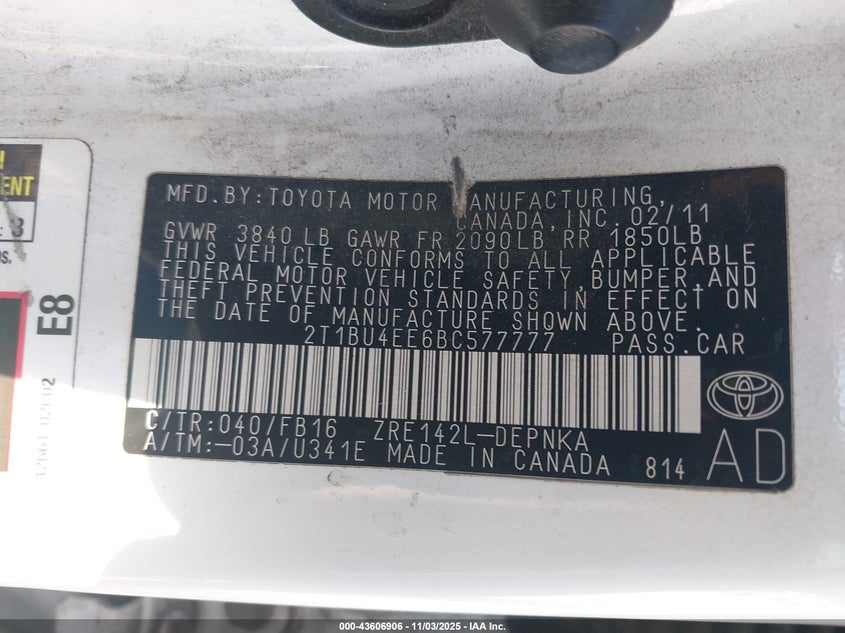 MFD. BY: TOYOTA MOTOR MANUFACTURING,
CANADA, INC. 02/11
GVWR 3840 LB GAWR FR 2090LB RR 1850LB
THIS VEHICLE CONFORMS TO ALL APPLICABLE
FEDERAL MOTOR VEHICLE SAFETY, BUMPER, AND
THEFT PREVENTION STANDARDS IN EFFECT ON
THE DATE OF MANUFACTURE SHOWN ABOVE.
2T1BU4EE6BC577777 PASS. CAR
C/TR: 040/FB16 ZRE142L-DEPNKA
A/TM: -03A/U341E MADE IN CANADA 814
AD
E8
000-43606906 - 11/03/2025 - IAA Inc.